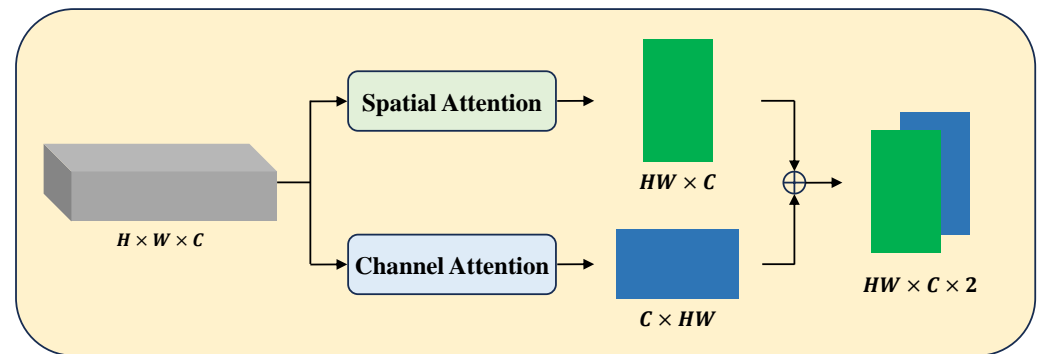 Spatial Attention
HW × C
H × W × C
Channel Attention
C × HW
HW × C × 2